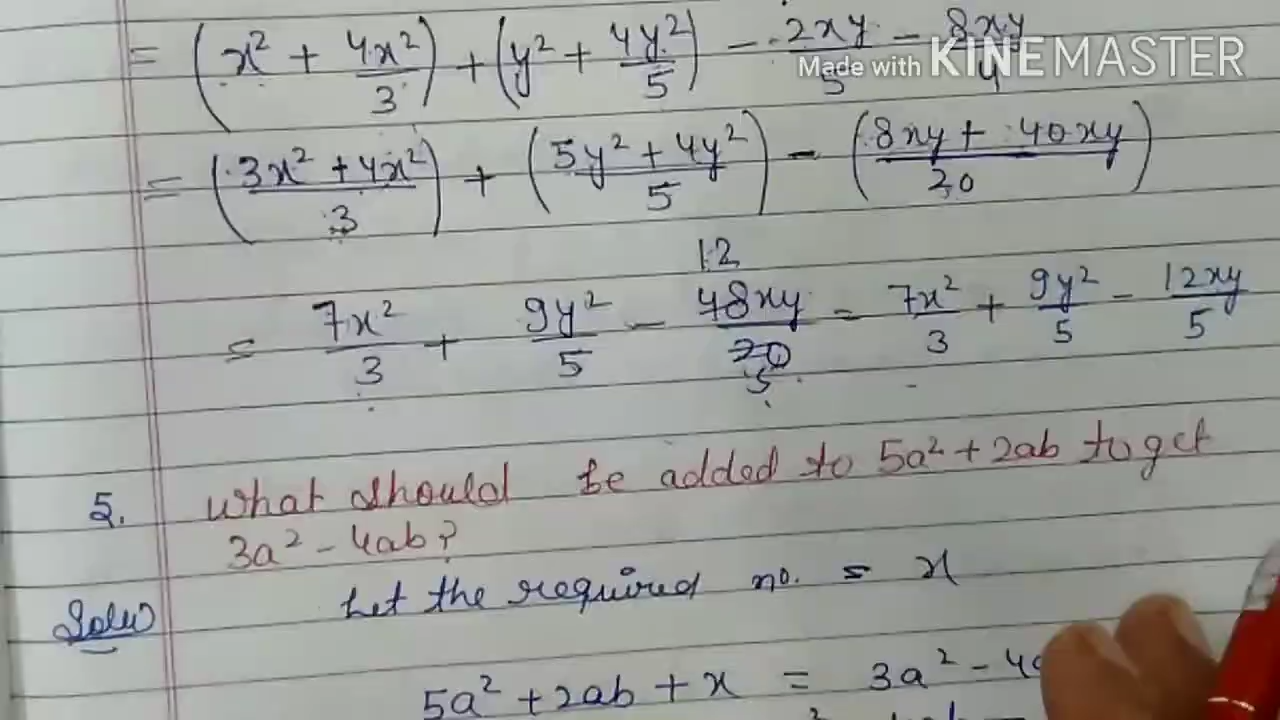 = (x² + 4x²/3) + (y² + 4y²/5) - 2xy/5 - 8xy/4
Made with KINEMASTER
= (3x² + 4x²/3) + (5y² + 4y²/5) - (8xy + 40xy/20)
12
= 7x²/3 + 9y²/5 - 48xy/20 = 7x²/3 + 9y²/5 - 12xy/5
5
5. What should be added to 5a² + 2ab to get
3a² - 4ab?
Soln Let the required no. = x
5a² + 2ab + x = 3a² - 4a